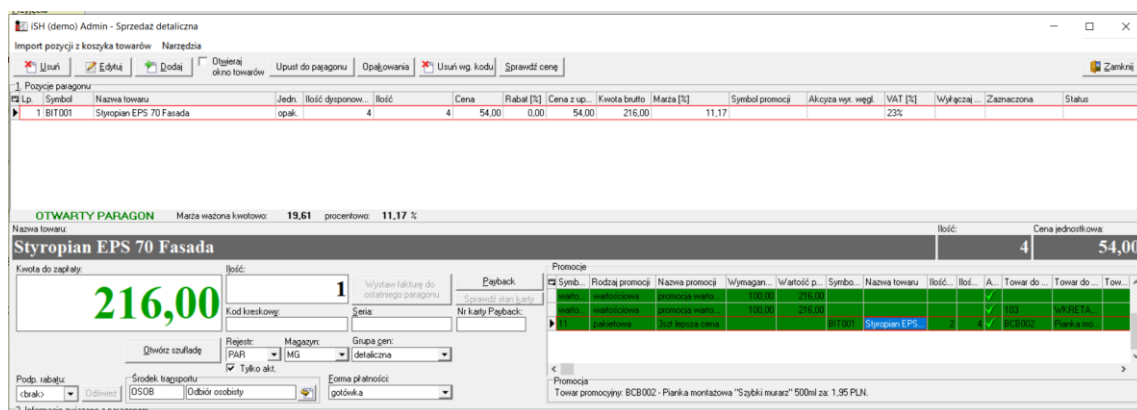 iSH (demo) Admin - Sprzedaż detaliczna
Import pozycji z koszyka towarów Narzędzia
Usuń Edytuj Dodaj Otwieraj okno towarów Upust do paragonu Opakowania Usuń wg. kodu Sprawdź cenę Zamknij
1. Pozycje paragonu
Lp. Symbol Nazwa towaru Jedn. Ilość dysponow... Ilość Cena Rabat [%] Cena z up... Kwota brutto Marża [%] Symbol promocji Akcyza wyr. węgl. VAT [%] Wyłączaj ... Zaznaczona Status
1 BIT001 Styropian EPS 70 Fasada opak. 4 4 54,00 0,00 54,00 216,00 11,17 23%
OTWARTY PARAGON Marża ważona kwotowo: 19,61 procentowo: 11,17 %
Nazwa towaru: Ilość: Cena jednostkowa:
Styropian EPS 70 Fasada 4 54,00
Kwota do zapłaty: Ilość: Promocje
216,00 1 Wystaw fakturę do ostatniego paragonu Payback
Symb... Rodzaj promocji Nazwa promocji Wymagan... Wartość p... Symbo... Nazwa towaru Ilość... Iloś... A... Towar do ... Towar do ... Tow...
warto... wartościowa promocja warto... 100,00 216,00
Sprawdź stan karty
warto... wartościowa promocja warto... 100,00 216,00 103 WKRETA...
Kod kreskowy: Seria: Nr karty Payback:
11 pakietowa 3szt lepsza cena BIT001 Styropian EPS... 2 4 BCB002 Pianka mo...
Otwórz szufladę Rejestr: Magazyn: Grupa cen:
PAR MG detaliczna
Tylko akt.
Podp. rabatu: Środek transportu Forma płatności:
<brak> Odśwież OSOB Odbiór osobisty gotówka
Promocja
Towar promocyjny: BCB002 - Pianka montażowa "Szybki murarz" 500ml za: 1,95 PLN.
2. Informacje związane z paragonem